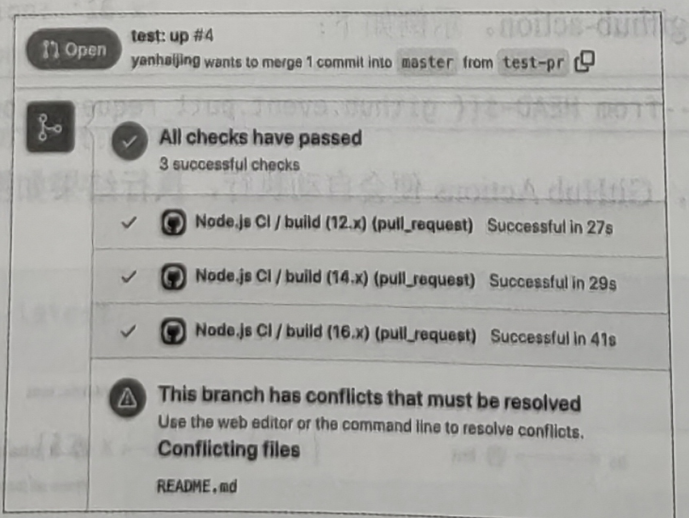 Open
test: up #4
yanhaijing wants to merge 1 commit into master from test-pr
All checks have passed
3 successful checks
Node.js CI / build (12.x) (pull_request) Successful in 27s
Node.js CI / build (14.x) (pull_request) Successful in 29s
Node.js CI / build (16.x) (pull_request) Successful in 41s
This branch has conflicts that must be resolved
Use the web editor or the command line to resolve conflicts.
Conflicting files
README.md